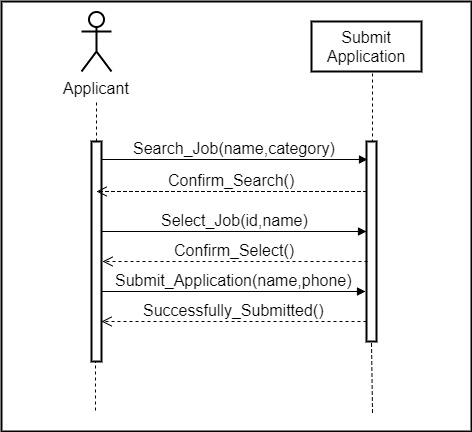 Submit
Application
Applicant
Search_Job(name,category)
Confirm_Search()
Select_Job(id,name)
Confirm_Select()
Submit_Application(name,phone)
Successfully_Submitted()